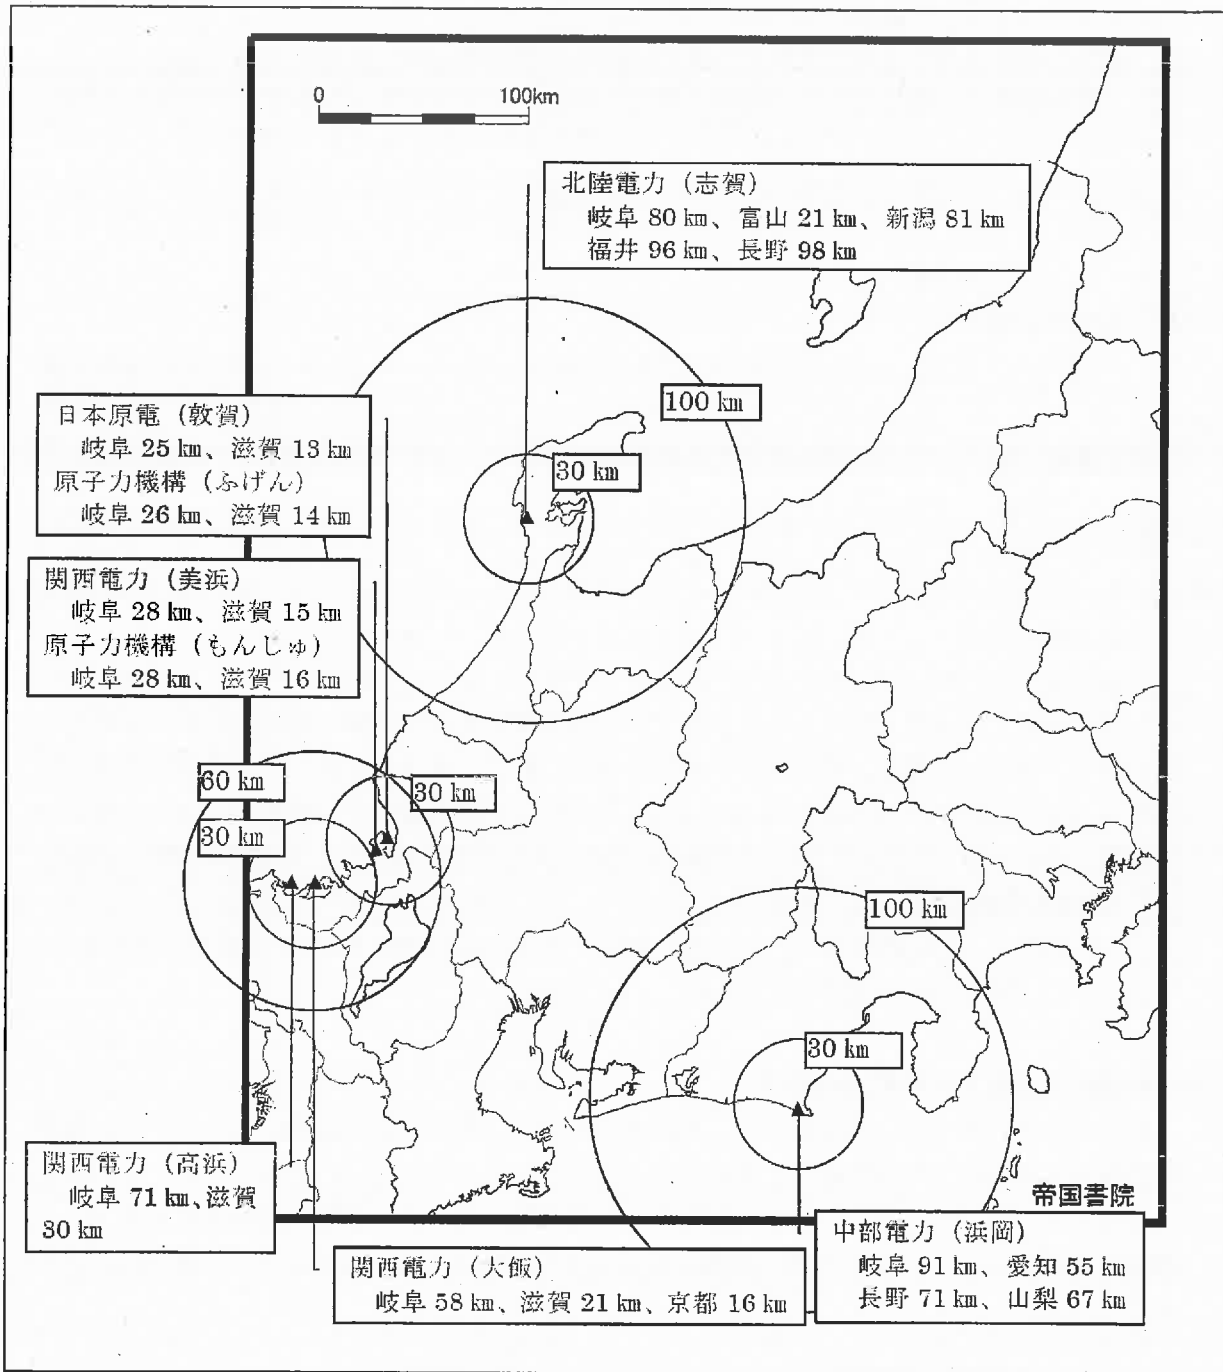 0 100km
北陸電力（志賀）
岐阜 80 ㎞、富山 21 ㎞、新潟 81 ㎞
福井 96 ㎞、長野 98 ㎞
100 ㎞
30 ㎞
日本原電（敦賀）
岐阜 25 ㎞、滋賀 13 ㎞
原子力機構（ふげん）
岐阜 26 ㎞、滋賀 14 ㎞
関西電力（美浜）
岐阜 28 ㎞、滋賀 15 ㎞
原子力機構（もんじゅ）
岐阜 28 ㎞、滋賀 16 ㎞
60 ㎞
30 ㎞
30 ㎞
100 ㎞
30 ㎞
関西電力（高浜）
岐阜 71 ㎞、滋賀
30 ㎞
帝国書院
中部電力（浜岡）
岐阜 91 ㎞、愛知 55 ㎞
長野 71 ㎞、山梨 67 ㎞
関西電力（大飯）
岐阜 58 ㎞、滋賀 21 ㎞、京都 16 ㎞